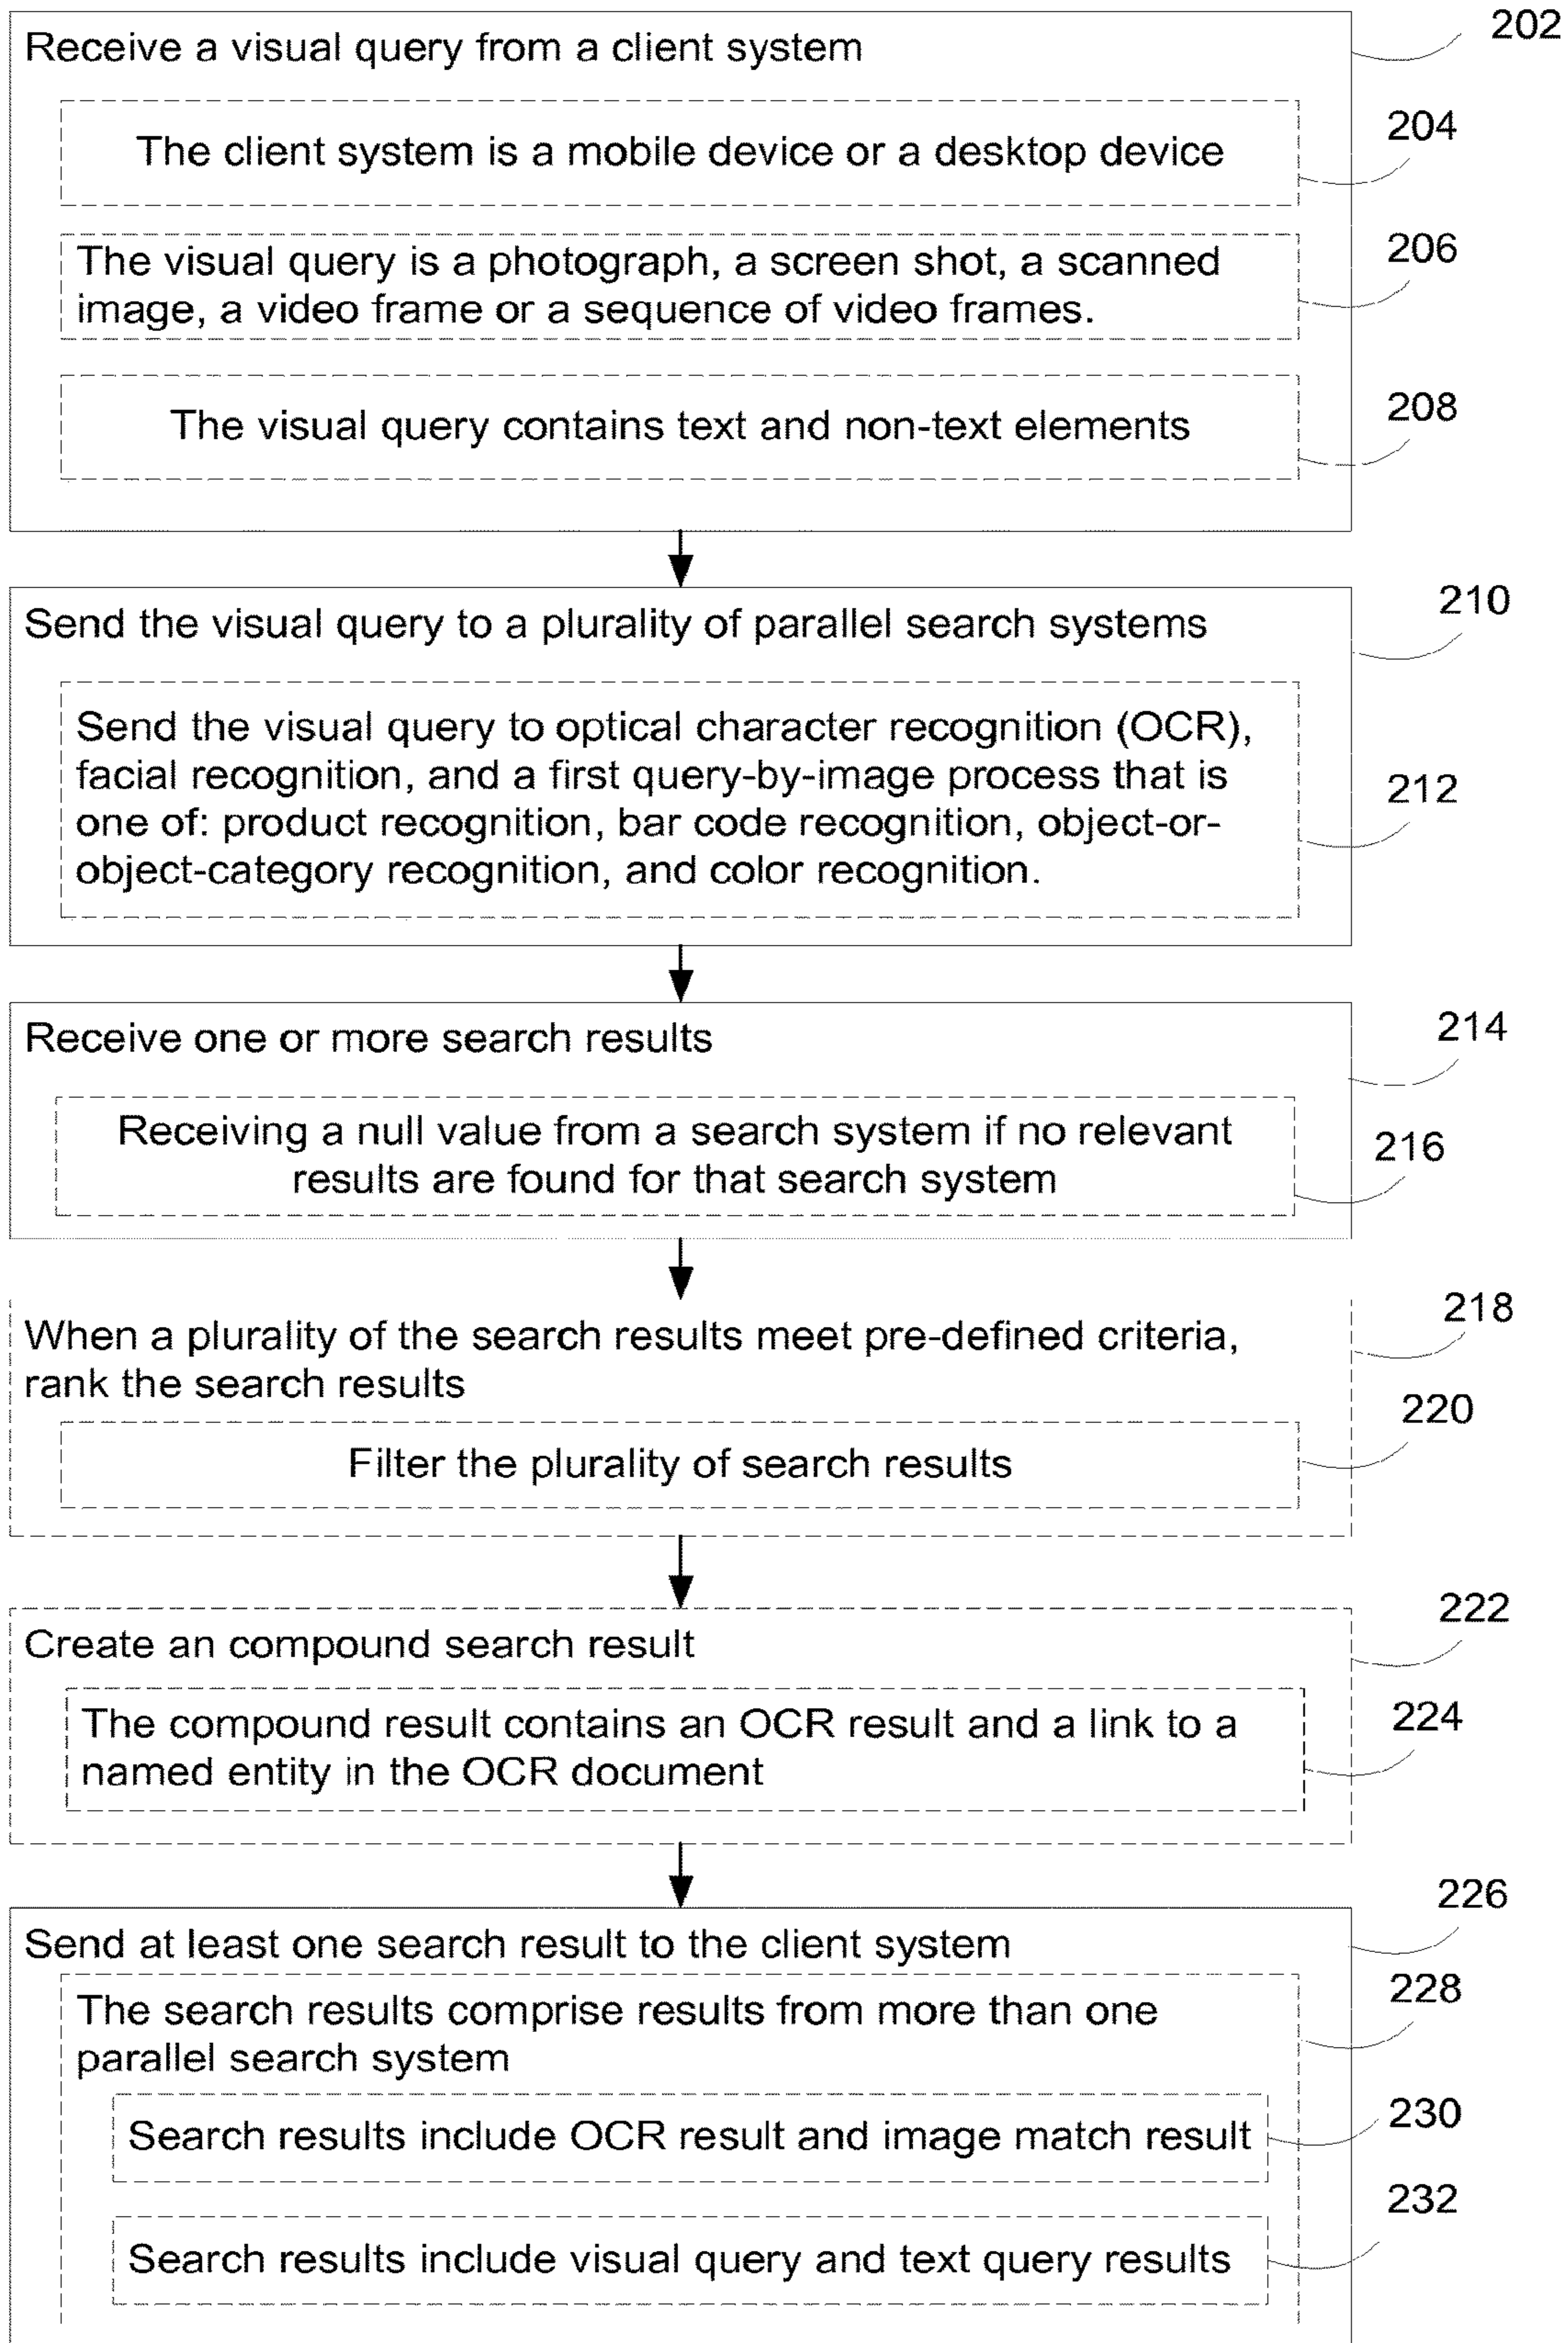 Receive a visual query from a client system
202
The client system is a mobile device or a desktop device
204
The visual query is a photograph, a screen shot, a scanned
image, a video frame or a sequence of video frames.
206
The visual query contains text and non-text elements
208
Send the visual query to a plurality of parallel search systems
210
Send the visual query to optical character recognition (OCR),
facial recognition, and a first query-by-image process that is
one of: product recognition, bar code recognition, object-or-
object-category recognition, and color recognition.
212
Receive one or more search results
214
Receiving a null value from a search system if no relevant
results are found for that search system
216
When a plurality of the search results meet pre-defined criteria,
rank the search results
218
Filter the plurality of search results
220
Create an compound search result
222
The compound result contains an OCR result and a link to a
named entity in the OCR document
224
Send at least one search result to the client system
226
The search results comprise results from more than one
parallel search system
228
Search results include OCR result and image match result
230
Search results include visual query and text query results
232